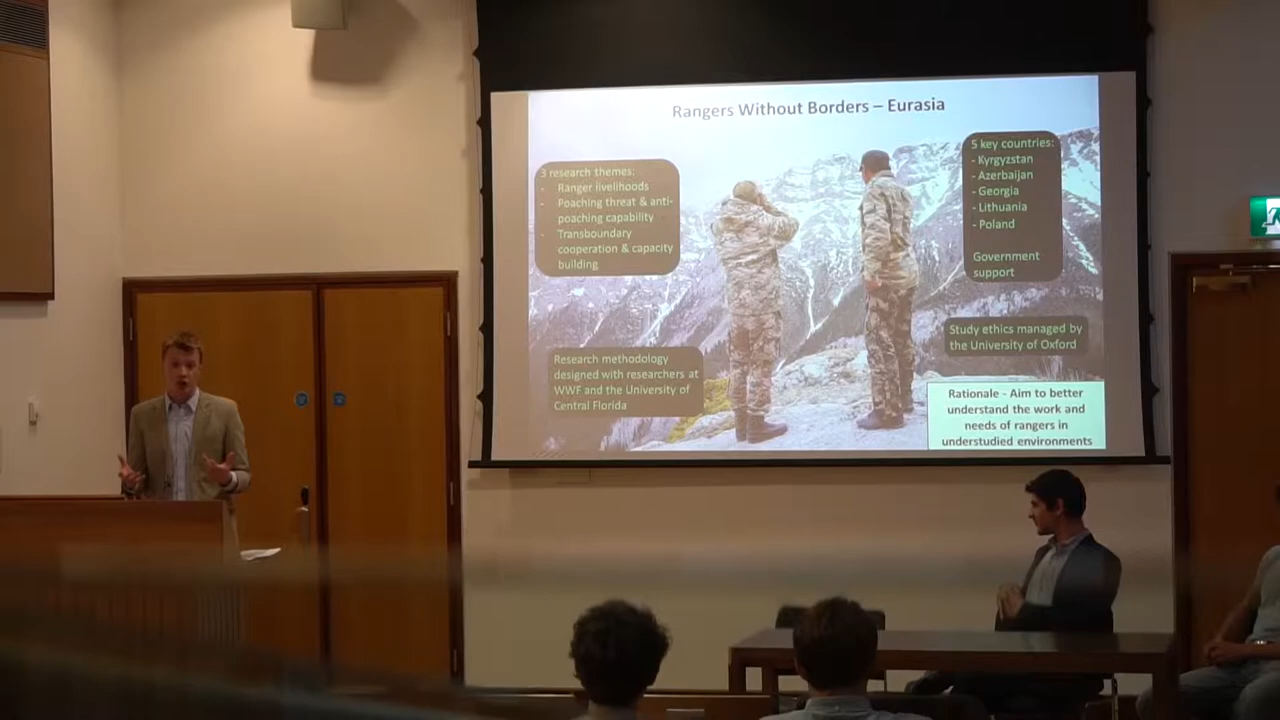 Rangers Without Borders – Eurasia
3 research themes:
- Ranger livelihoods
- Poaching threat & anti-
poaching capability
- Transboundary
cooperation & capacity
building
5 key countries:
- Kyrgyzstan
- Azerbaijan
- Georgia
- Lithuania
- Poland
Government
support
Research methodology
designed with researchers at
WWF and the University of
Central Florida
Study ethics managed by
the University of Oxford
Rationale - Aim to better
understand the work and
needs of rangers in
understudied environments